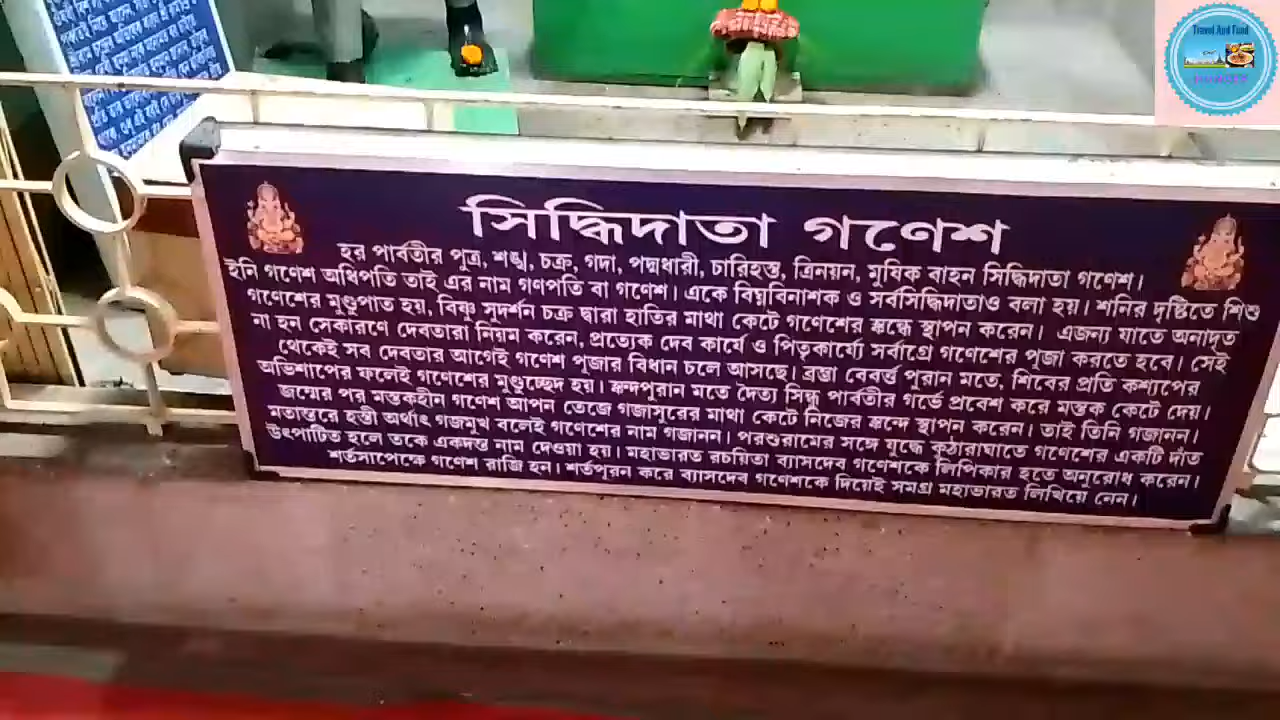 সিদ্ধিদাতা গণেশ
হর পার্বতীর পুত্র, শঙ্খ, চক্র, গদা, পদ্মধারী, চারিহস্ত, ত্রিনয়ন, মুষিক বাহন সিদ্ধিদাতা গণেশ।
ইনি গণেশ অধিপতি তাই এর নাম গণপতি বা গণেশ। একে বিঘ্নবিনাশক ও সর্বসিদ্ধিদাতাও বলা হয়। শনির দৃষ্টিতে শিশু
গণেশের মুণ্ডুপাত হয়, বিষ্ণু সুদর্শন চক্র দ্বারা হাতির মাথা কেটে গণেশের স্কন্ধে স্থাপন করেন। এজন্য যাতে অনাদৃত
না হন সেকারণে দেবতারা নিয়ম করেন, প্রত্যেক দেব কার্যে ও পিতৃকার্য্যে সর্বাগ্রে গণেশের পূজা করতে হবে। সেই
থেকেই সব দেবতার আগেই গণেশ পূজার বিধান চলে আসছে। ব্রহ্মা বেবর্ত্ত পুরান মতে, শিবের প্রতি কশ্যপের
অভিশাপের ফলেই গণেশের মুণ্ডুচ্ছেদ হয়। স্কন্দপুরান মতে দৈত্য সিন্ধু পার্বতীর গর্ভে প্রবেশ করে মস্তক কেটে দেয়।
জন্মের পর মস্তকহীন গণেশ আপন তেজে গজাসুরের মাথা কেটে নিজের স্কন্দে স্থাপন করেন। তাই তিনি গজানন।
মতান্তরে হস্তী অর্থাৎ গজমুখ বলেই গণেশের নাম গজানন। পরশুরামের সঙ্গে যুদ্ধে কুঠারাঘাতে গণেশের একটি দাঁত
উৎপাটিত হলে তকে একদন্ত নাম দেওয়া হয়। মহাভারত রচয়িতা ব্যাসদেব গণেশকে লিপিকার হতে অনুরোধ করেন।
শর্তসাপেক্ষে গণেশ রাজি হন। শর্তপূরন করে ব্যাসদেব গণেশকে দিয়েই সমগ্র মহাভারত লিখিয়ে নেন।
Travel And Food